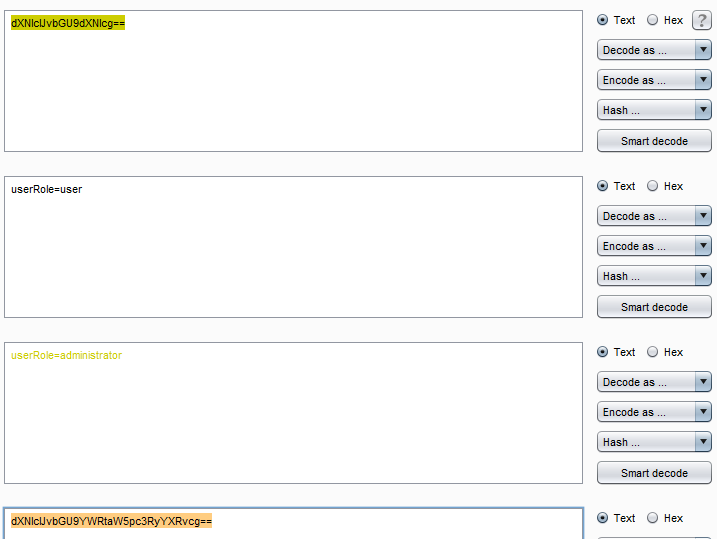 dXNlclJvbGU9dXNlcg==
Text Hex ?
Decode as ...
Encode as ...
Hash ...
Smart decode
userRole=user
Text Hex
Decode as ...
Encode as ...
Hash ...
Smart decode
userRole=administrator
Text Hex
Decode as ...
Encode as ...
Hash ...
Smart decode
dXNlclJvbGU9YWRtaW5pc3RyYXRvcg==
Text Hex